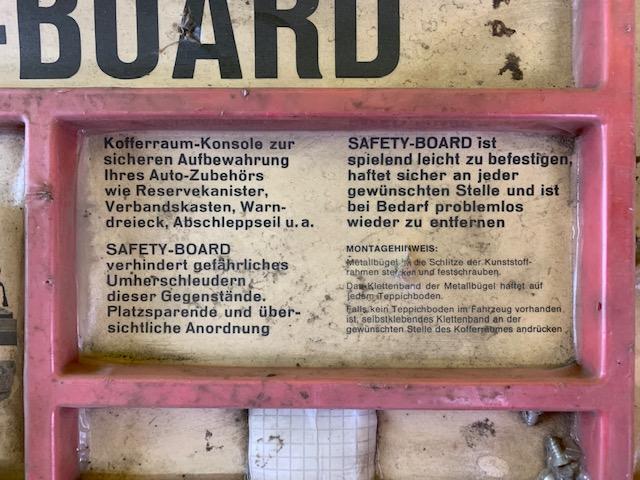 -BOARD
Kofferraum-Konsole zur
sicheren Aufbewahrung
Ihres Auto-Zubehörs
wie Reservekanister,
Verbandskasten, Warn-
dreieck, Abschleppseil u.a.
SAFETY-BOARD
verhindert gefährliches
Umherschleudern
dieser Gegenstände.
Platzsparende und über-
sichtliche Anordnung
SAFETY-BOARD ist
spielend leicht zu befestigen,
haftet sicher an jeder
gewünschten Stelle und ist
bei Bedarf problemlos
wieder zu entfernen
MONTAGEHINWEIS:
Metallbügel in die Schlitze der Kunststoff-
rahmen stecken und festschrauben.
Das Klettenband der Metallbügel haftet auf
jedem Teppichboden.
Falls kein Teppichboden im Fahrzeug vorhanden
ist, selbstklebendes Klettenband an der
gewünschten Stelle des Kofferraumes andrücken